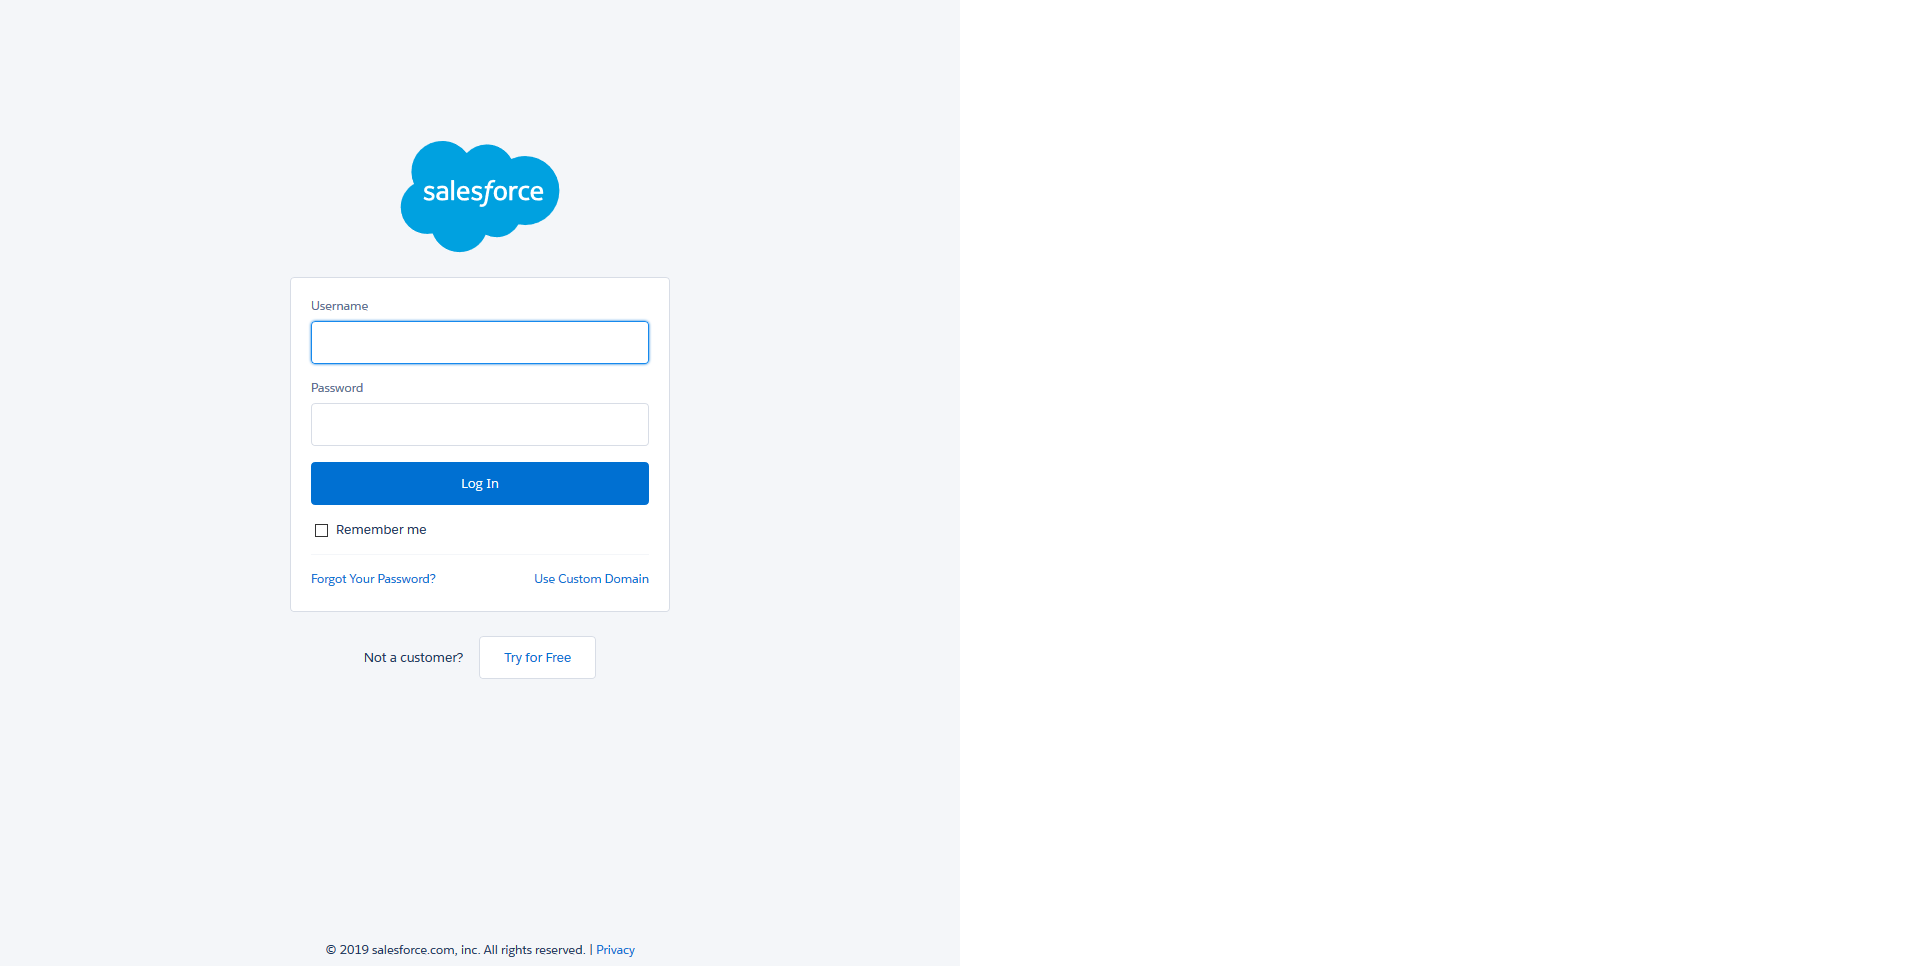 salesforce
Username
Password
Log In
Remember me
Forgot Your Password? Use Custom Domain
Not a customer? Try for Free
© 2019 salesforce.com, inc. All rights reserved. | Privacy